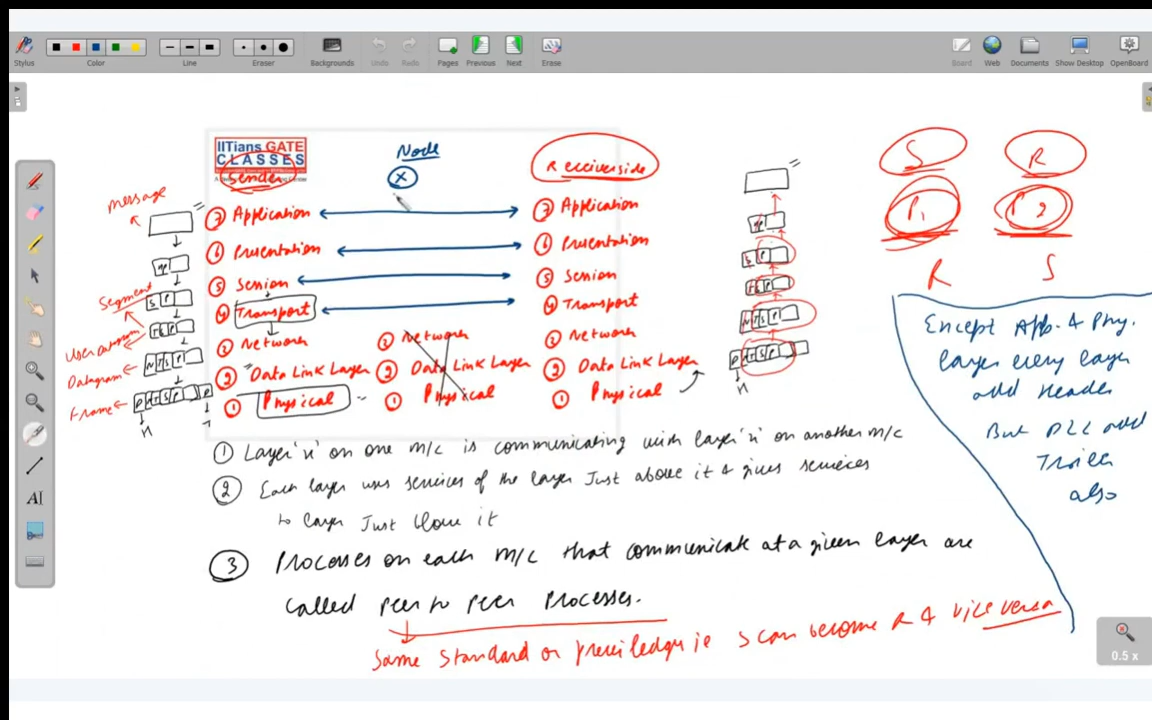 Stylus
Color
Line
Eraser
Backgrounds
Undo
Redo
Pages
Previous
Next
Erase
Board
Web
Documents
Show Desktop
OpenBoard
IITians GATE
CLASSES
Sender
Node
X
Receiverside
message
Segment
User datagram
Datagram
Frame
7 Application
6 Presentation
5 Session
4 Transport
3 Network
2 Data Link Layer
1 Physical
3 Network
2 Data Link Layer
1 Physical
7 Application
6 Presentation
5 Session
4 Transport
3 Network
2 Data Link Layer
1 Physical
H
H
S
R
P1
P2
R
S
Except App. & Phy.
layer every layer
add Header
But DLL add
also
1 Layer 'x' on one m/c is communicating with layer 'x' on another m/c
2 Each layer uses services of the layer Just above it & gives services
to layer Just below it
3 Processes on each m/c that communicate at a given layer are
called peer to peer processes.
Same standard or priviledge ie S can become R & vice versa
AI
0.5 x